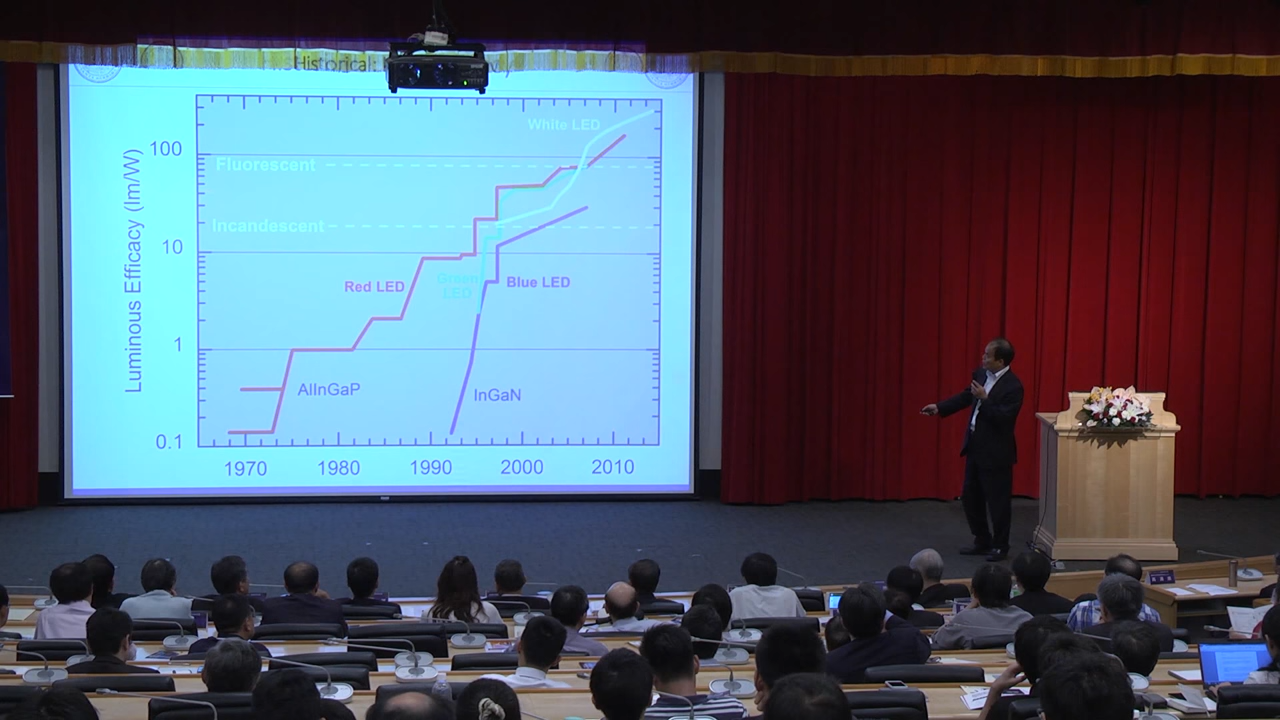 Historical:
White LED
100
Fluorescent
Incandescent
10
Red LED
Green
LED
Blue LED
1
AlInGaP
InGaN
0.1
Luminous Efficacy (lm/W)
1970
1980
1990
2000
2010